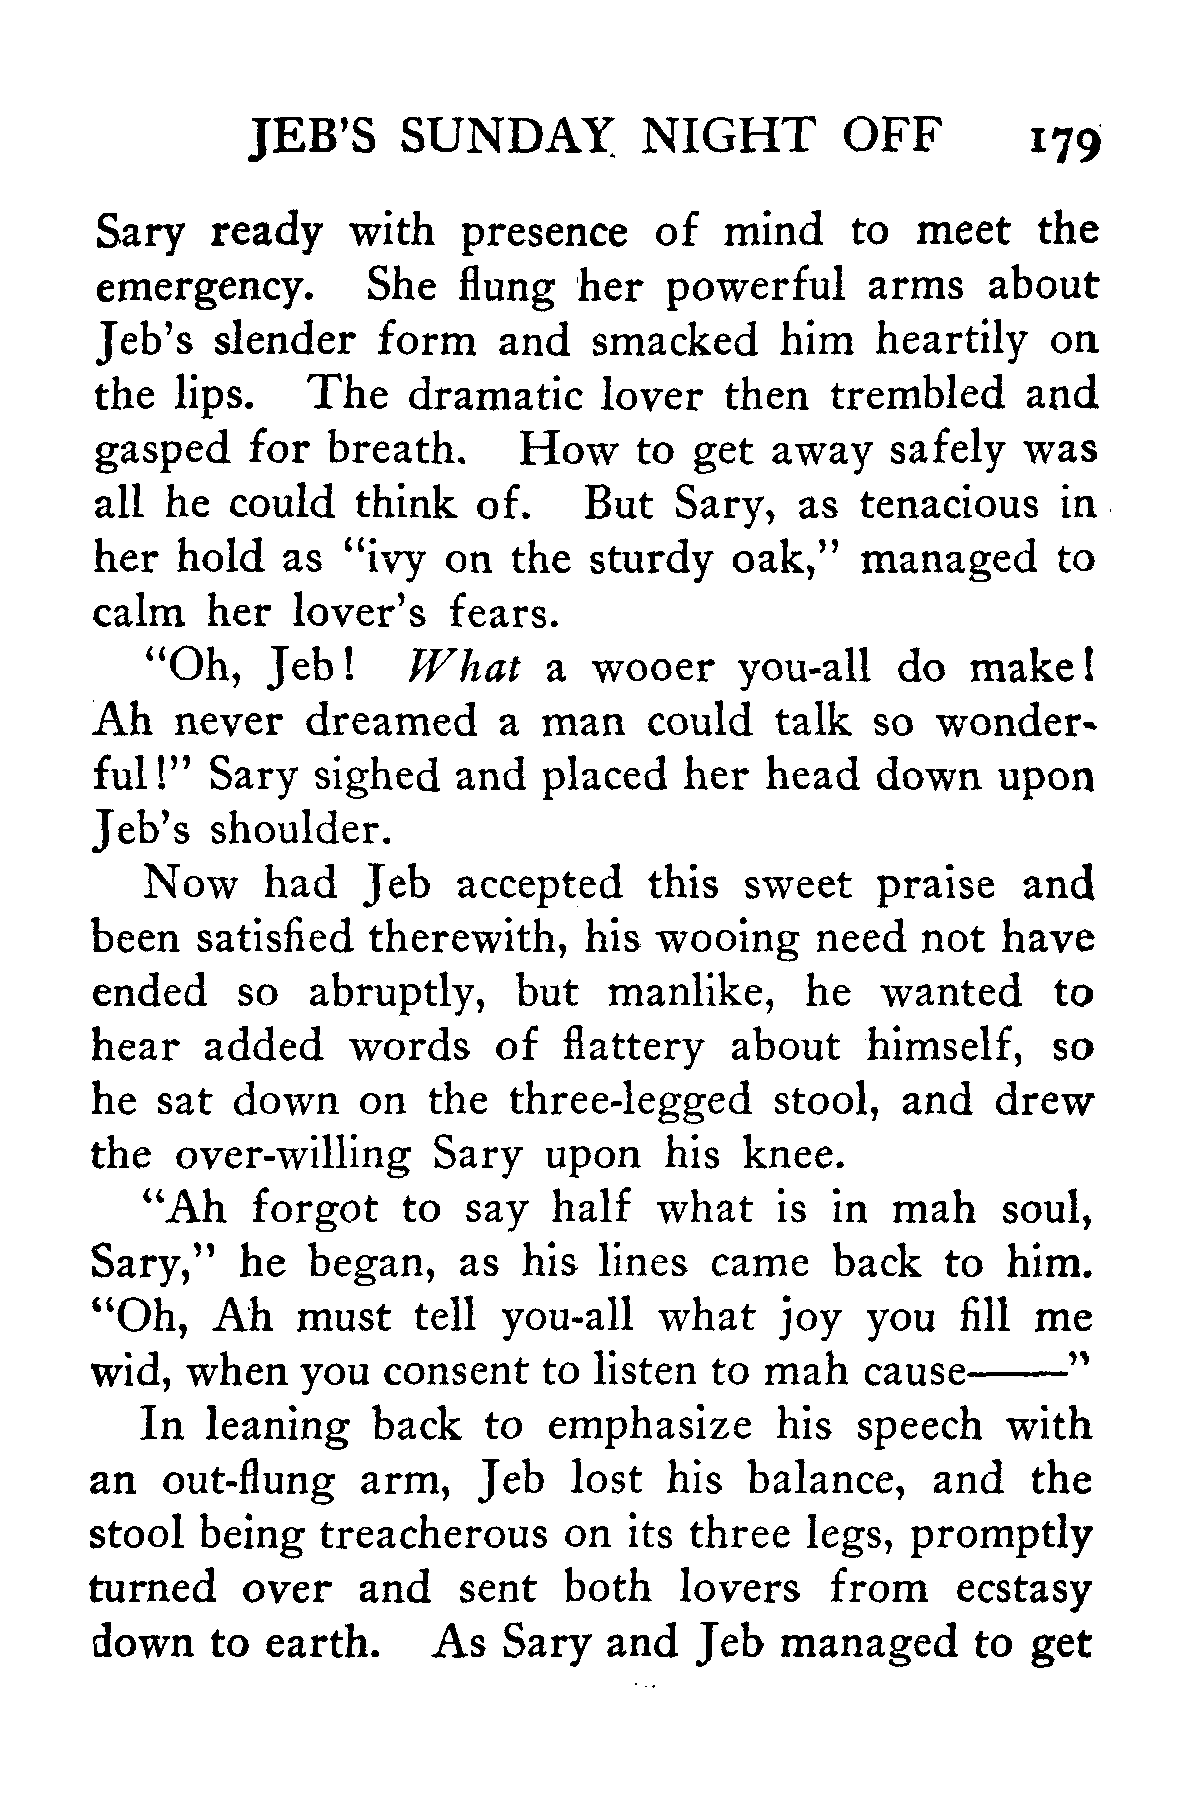 JEB'S SUNDAY NIGHT OFF 179
Sary ready with presence of mind to meet the
emergency. She flung her powerful arms about
Jeb's slender form and smacked him heartily on
the lips. The dramatic lover then trembled and
gasped for breath. How to get away safely was
all he could think of. But Sary, as tenacious in
her hold as "ivy on the sturdy oak," managed to
calm her lover's fears.
"Oh, Jeb! What a wooer you-all do make!
Ah never dreamed a man could talk so wonder-
ful!" Sary sighed and placed her head down upon
Jeb's shoulder.
Now had Jeb accepted this sweet praise and
been satisfied therewith, his wooing need not have
ended so abruptly, but manlike, he wanted to
hear added words of flattery about himself, so
he sat down on the three-legged stool, and drew
the over-willing Sary upon his knee.
"Ah forgot to say half what is in mah soul,
Sary," he began, as his lines came back to him.
"Oh, Ah must tell you-all what joy you fill me
wid, when you consent to listen to mah cause——"
In leaning back to emphasize his speech with
an out-flung arm, Jeb lost his balance, and the
stool being treacherous on its three legs, promptly
turned over and sent both lovers from ecstasy
down to earth. As Sary and Jeb managed to get